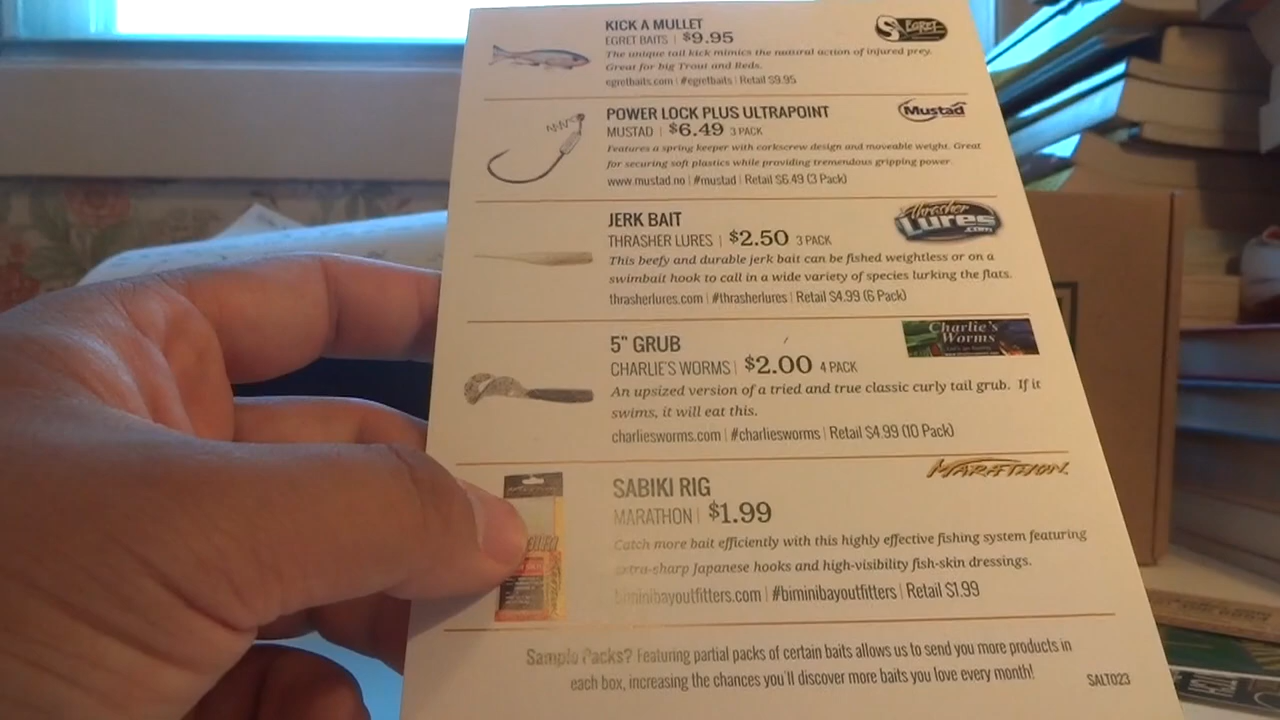 KICK A MULLET
EGRET BAITS | $9.95
EGRET
The unique tail kick mimics the natural action of injured prey.
Great for big Trout and Reds.
egretbaits.com | #egretbaits | Retail $9.95
POWER LOCK PLUS ULTRAPOINT
Mustad
MUSTAD | $6.49 3 PACK
Features a spring keeper with corkscrew design and moveable weight. Great
for securing soft plastics while providing tremendous gripping power.
www.mustad.no | #mustad | Retail $6.49 (3 Pack)
JERK BAIT
Thrasher
Lures
.com
THRASHER LURES | $2.50 3 PACK
This beefy and durable jerk bait can be fished weightless or on a
swimbait hook to call in a wide variety of species lurking the flats.
thrasherlures.com | #thrasherlures | Retail $4.99 (6 Pack)
5" GRUB
Charlie's
Worms
CHARLIE'S WORMS | $2.00 4 PACK
An upsized version of a tried and true classic curly tail grub. If it
swims, it will eat this.
charliesworms.com | #charliesworms | Retail $4.99 (10 Pack)
SABIKI RIG
MARATHON
MARATHON | $1.99
Catch more bait efficiently with this highly effective fishing system featuring
extra-sharp Japanese hooks and high-visibility fish-skin dressings.
biminibayoutfitters.com | #biminibayoutfitters | Retail $1.99
Sample Packs? Featuring partial packs of certain baits allows us to send you more products in
each box, increasing the chances you'll discover more baits you love every month!
SALT023